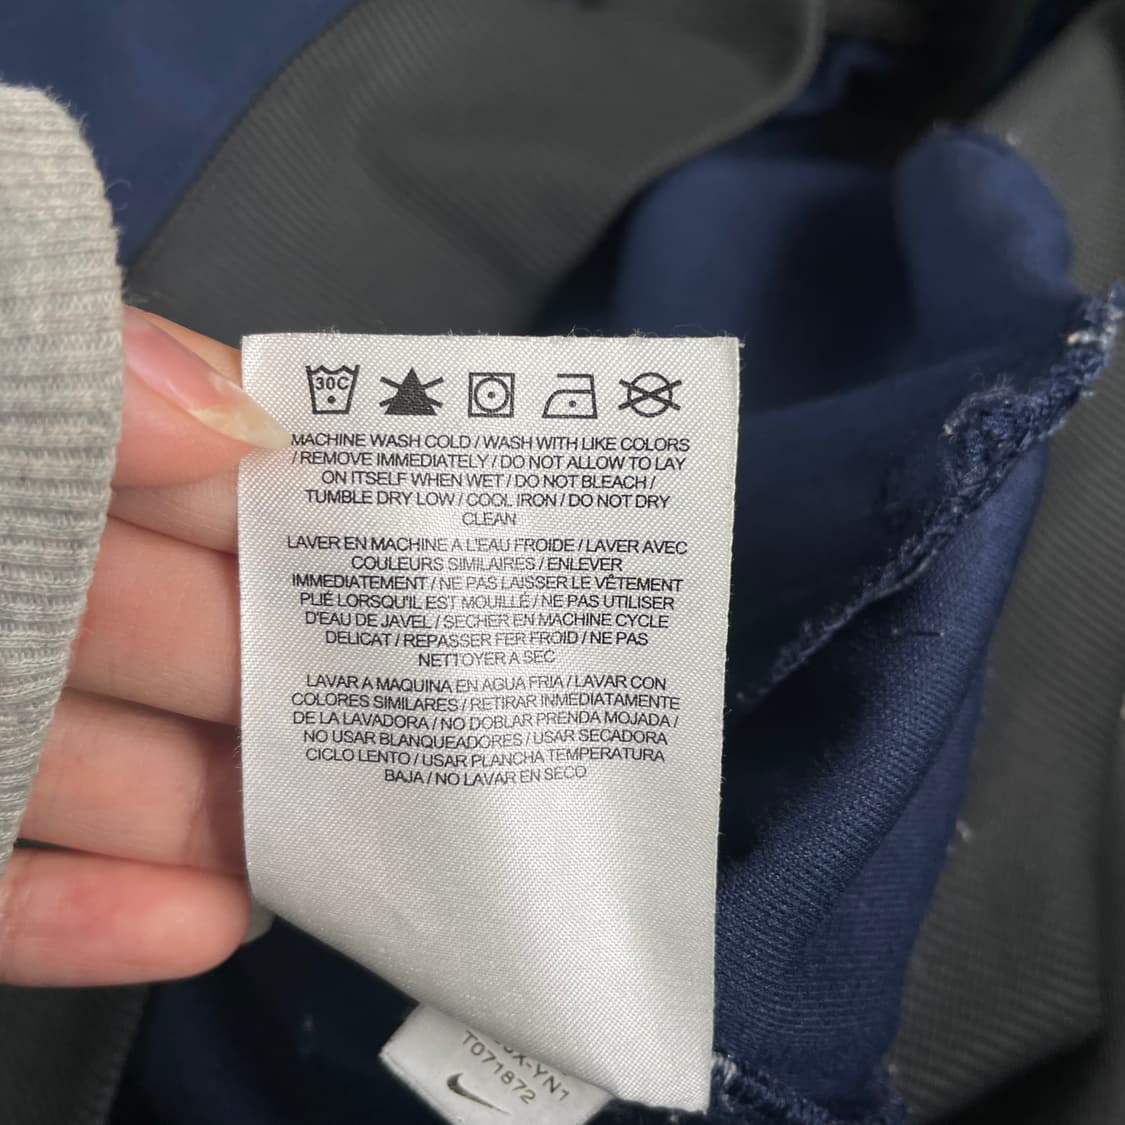 30C
MACHINE WASH COLD / WASH WITH LIKE COLORS
/ REMOVE IMMEDIATELY / DO NOT ALLOW TO LAY
ON ITSELF WHEN WET / DO NOT BLEACH /
TUMBLE DRY LOW / COOL IRON / DO NOT DRY
CLEAN
LAVER EN MACHINE A L'EAU FROIDE / LAVER AVEC
COULEURS SIMILAIRES / ENLEVER
IMMEDIATEMENT / NE PAS LAISSER LE VÊTEMENT
PLIÉ LORSQU'IL EST MOUILLÉ / NE PAS UTILISER
D'EAU DE JAVEL / SECHER EN MACHINE CYCLE
DELICAT / REPASSER FER FROID / NE PAS
NETTOYER A SEC
LAVAR A MAQUINA EN AGUA FRIA / LAVAR CON
COLORES SIMILARES / RETIRAR INMEDIATAMENTE
DE LA LAVADORA / NO DOBLAR PRENDA MOJADA /
NO USAR BLANQUEADORES / USAR SECADORA
CICLO LENTO / USAR PLANCHA TEMPERATURA
BAJA / NO LAVAR EN SECO
X-YN1
T071872